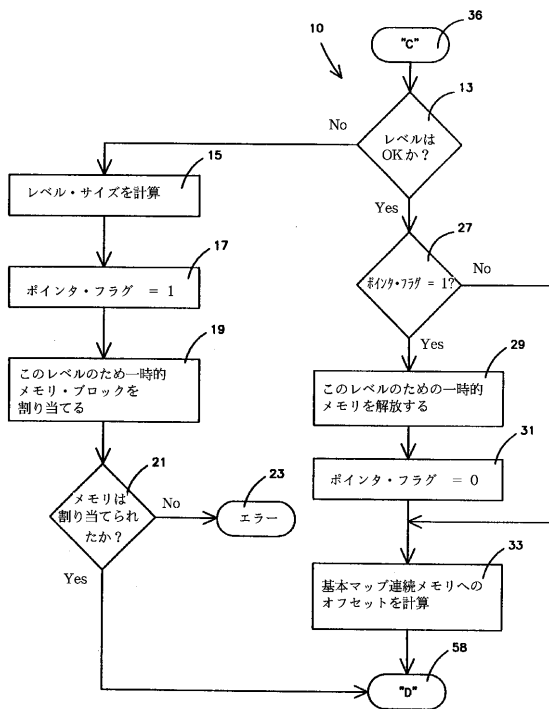 36
10
"C"
13
No
レベルは
OKか？
15
レベル・サイズを計算
Yes
27
17
ポインタ・フラグ = 1?
No
ポインタ・フラグ = 1
19
Yes
29
このレベルのため一時的
メモリ・ブロックを
割り当てる
このレベルのための一時的
メモリを解放する
31
21
23
ポインタ・フラグ = 0
メモリは
割り当てられ
たか？
No
エラー
33
Yes
基本マップ連続メモリへの
オフセットを計算
58
"D"